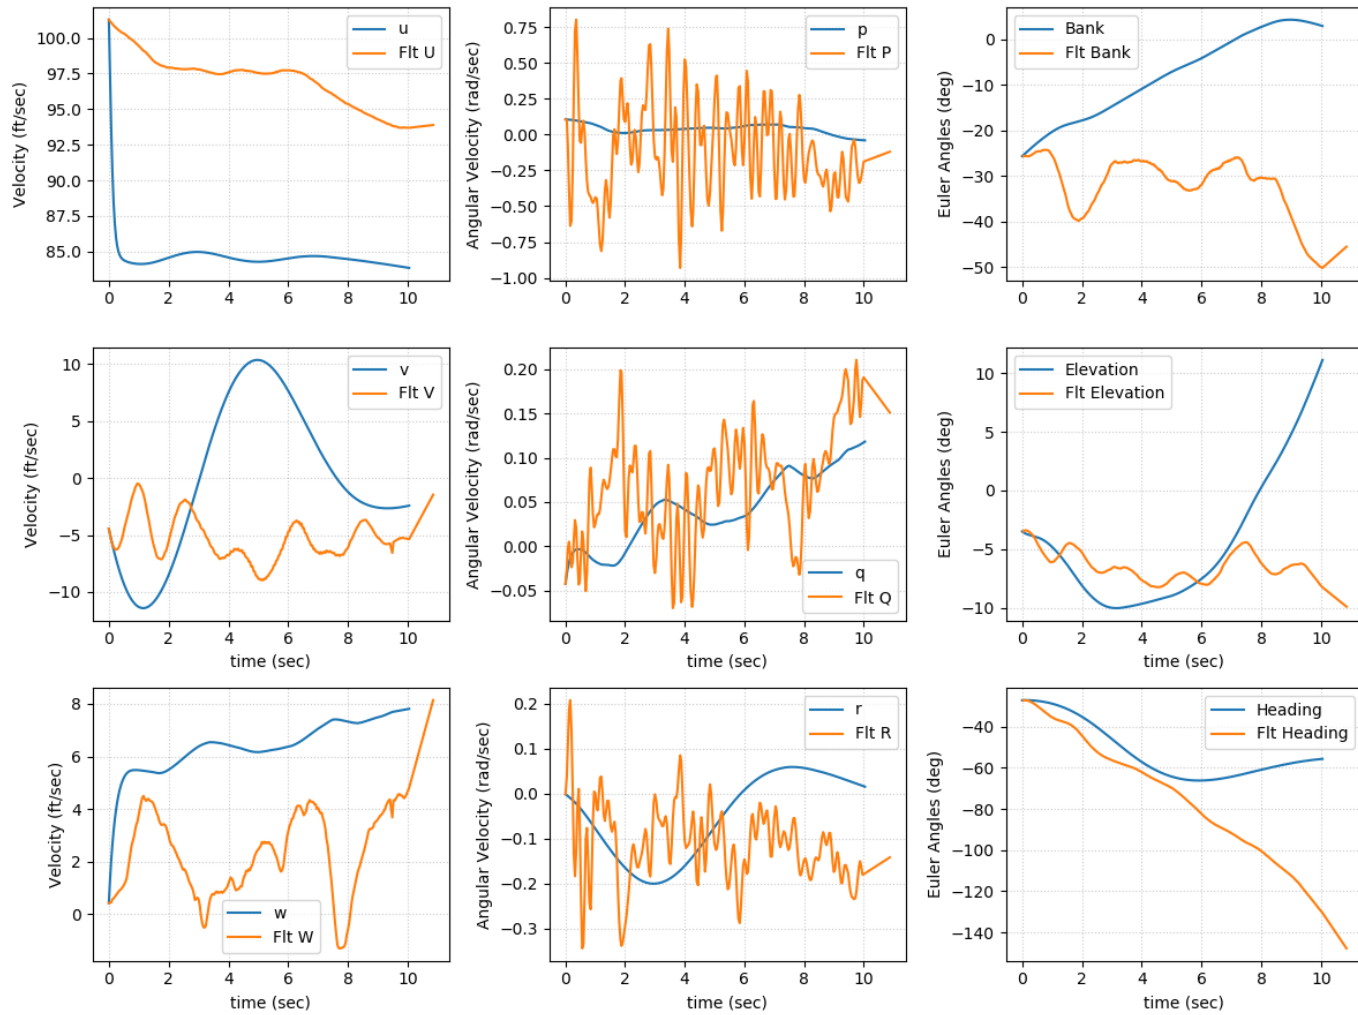 Velocity (ft/sec)
100.0
97.5
95.0
92.5
90.0
87.5
85.0
u
Flt U
0 2 4 6 8 10
Angular Velocity (rad/sec)
0.75
0.50
0.25
0.00
−0.25
−0.50
−0.75
−1.00
p
Flt P
0 2 4 6 8 10
Euler Angles (deg)
0
−10
−20
−30
−40
−50
Bank
Flt Bank
0 2 4 6 8 10
Velocity (ft/sec)
10
5
0
−5
−10
v
Flt V
0 2 4 6 8 10
time (sec)
Angular Velocity (rad/sec)
0.20
0.15
0.10
0.05
0.00
−0.05
q
Flt Q
0 2 4 6 8 10
time (sec)
Euler Angles (deg)
10
5
0
−5
−10
Elevation
Flt Elevation
0 2 4 6 8 10
time (sec)
Velocity (ft/sec)
8
6
4
2
0
w
Flt W
0 2 4 6 8 10
time (sec)
Angular Velocity (rad/sec)
0.2
0.1
0.0
−0.1
−0.2
−0.3
r
Flt R
0 2 4 6 8 10
time (sec)
Euler Angles (deg)
−40
−60
−80
−100
−120
−140
Heading
Flt Heading
0 2 4 6 8 10
time (sec)